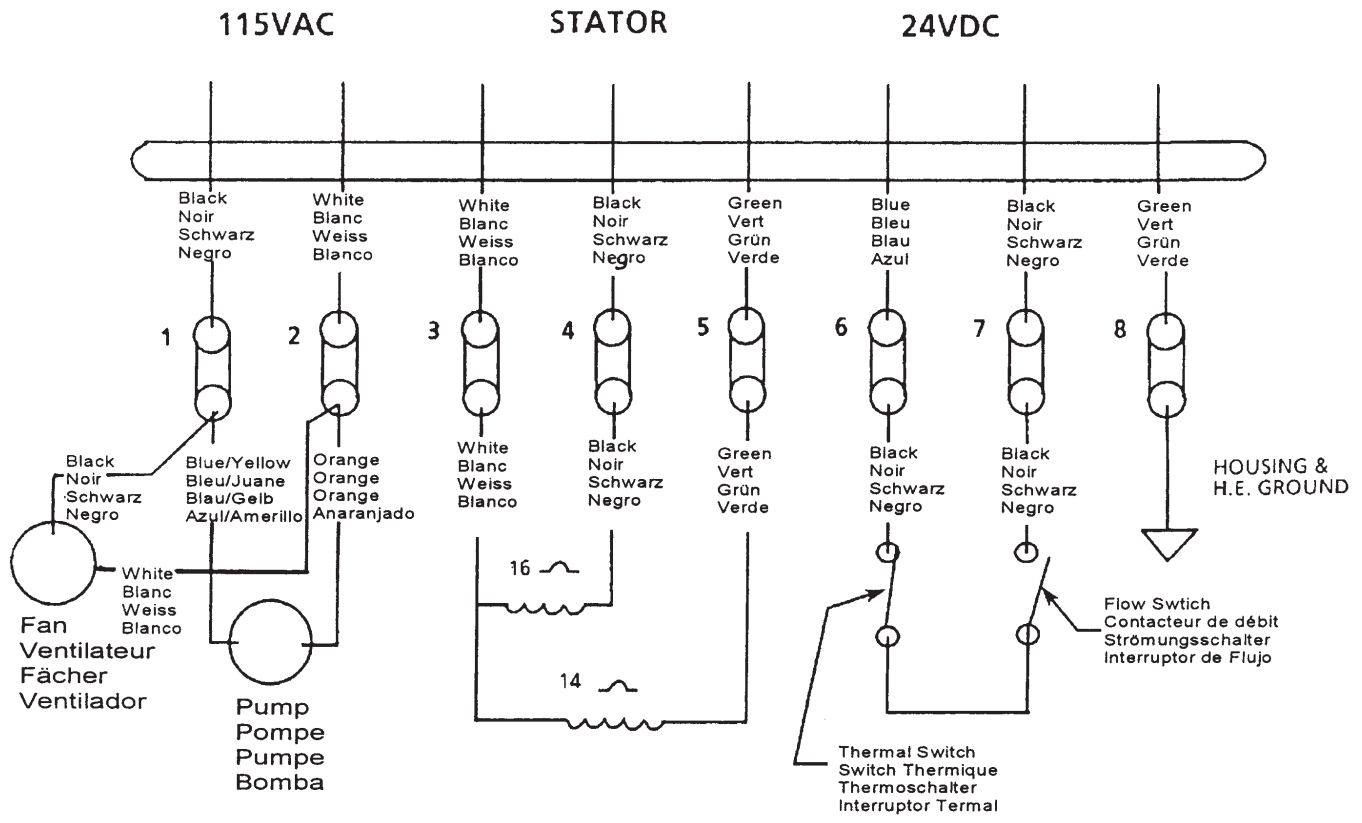 115VAC
STATOR
24VDC
Black
Noir
Schwarz
Negro
White
Blanc
Weiss
Blanco
White
Blanc
Weiss
Blanco
Black
Noir
Schwarz
Negro
9
Green
Vert
Grün
Verde
Blue
Bleu
Blau
Azul
Black
Noir
Schwarz
Negro
Green
Vert
Grün
Verde
1
2
3
4
5
6
7
8
Black
Noir
Schwarz
Negro
Blue/Yellow
Bleu/Juane
Blau/Gelb
Azul/Amerillo
Orange
Orange
Orange
Anaranjado
White
Blanc
Weiss
Blanco
Black
Noir
Schwarz
Negro
Green
Vert
Grün
Verde
Black
Noir
Schwarz
Negro
Black
Noir
Schwarz
Negro
HOUSING &
H.E. GROUND
White
Blanc
Weiss
Blanco
16
14
Fan
Ventilateur
Fächer
Ventilador
Pump
Pompe
Pumpe
Bomba
Flow Swtich
Contacteur de débit
Strömungsschalter
Interruptor de Flujo
Thermal Switch
Switch Thermique
Thermoschalter
Interruptor Termal